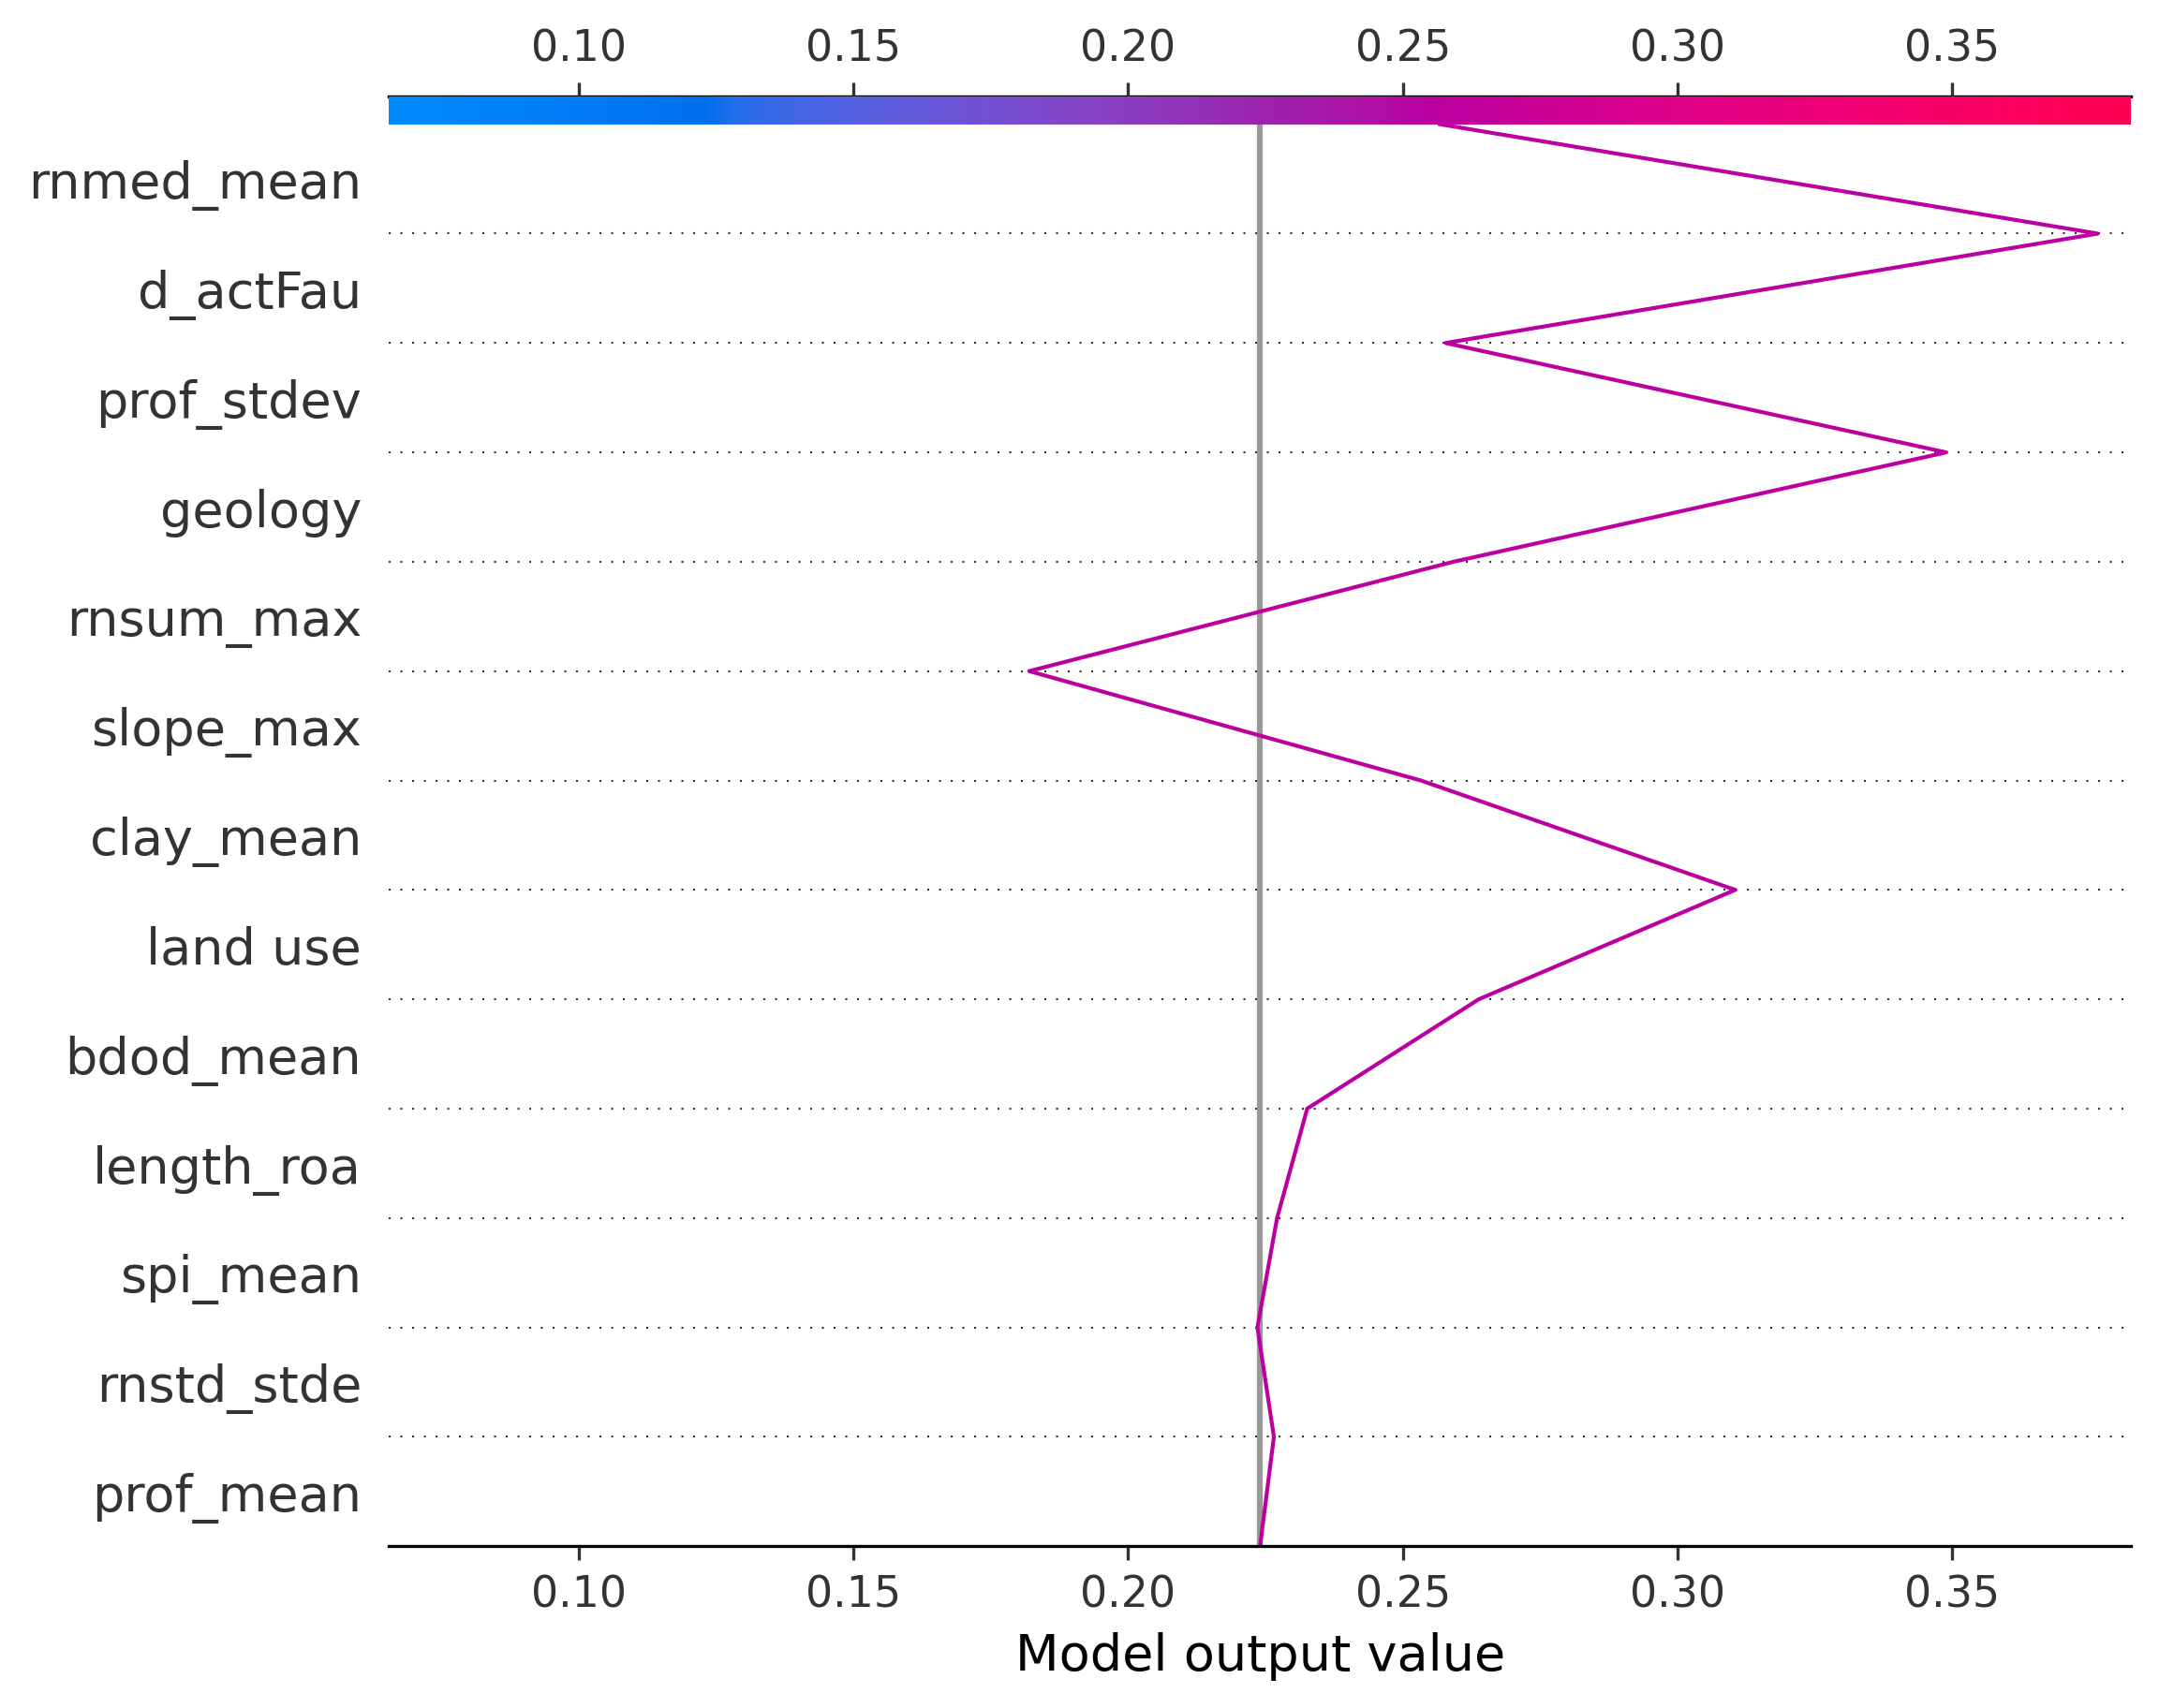 0.10 0.15 0.20 0.25 0.30 0.35
rnmed_mean
d_actFau
prof_stdev
geology
rnsum_max
slope_max
clay_mean
land use
bdod_mean
length_roa
spi_mean
rnstd_stde
prof_mean
0.10 0.15 0.20 0.25 0.30 0.35
Model output value